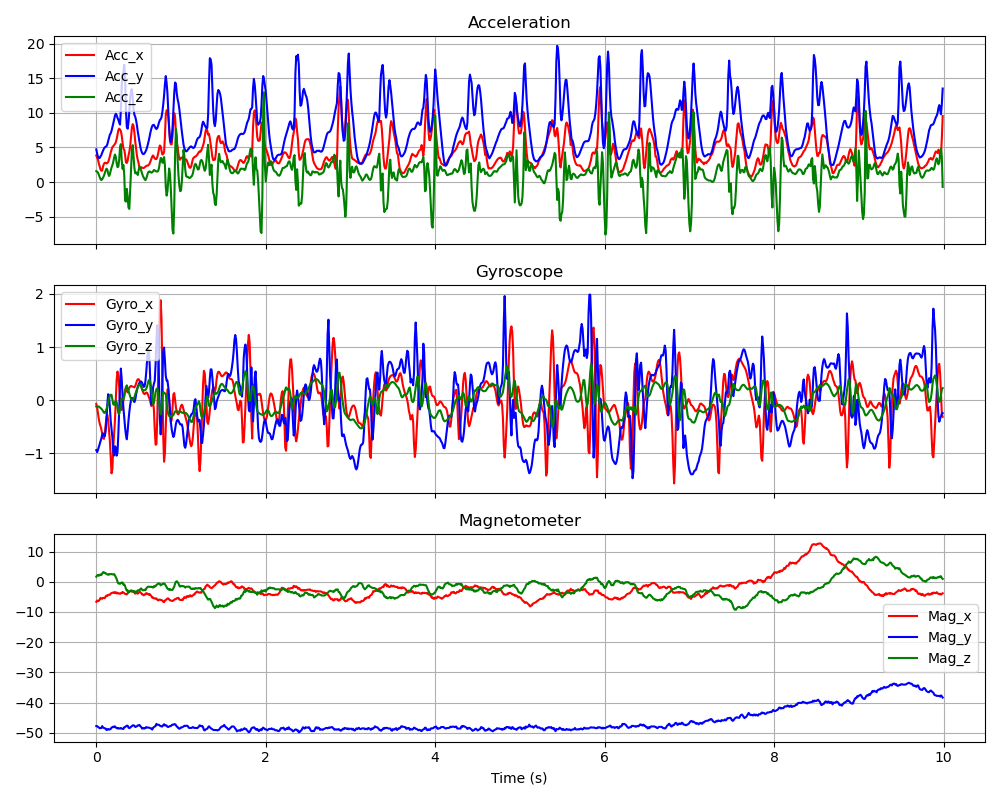 Acceleration
20
15
10
5
0
−5
Acc_x
Acc_y
Acc_z
Gyroscope
2
1
0
−1
Gyro_x
Gyro_y
Gyro_z
Magnetometer
10
0
−10
−20
−30
−40
−50
Mag_x
Mag_y
Mag_z
0 2 4 6 8 10
Time (s)